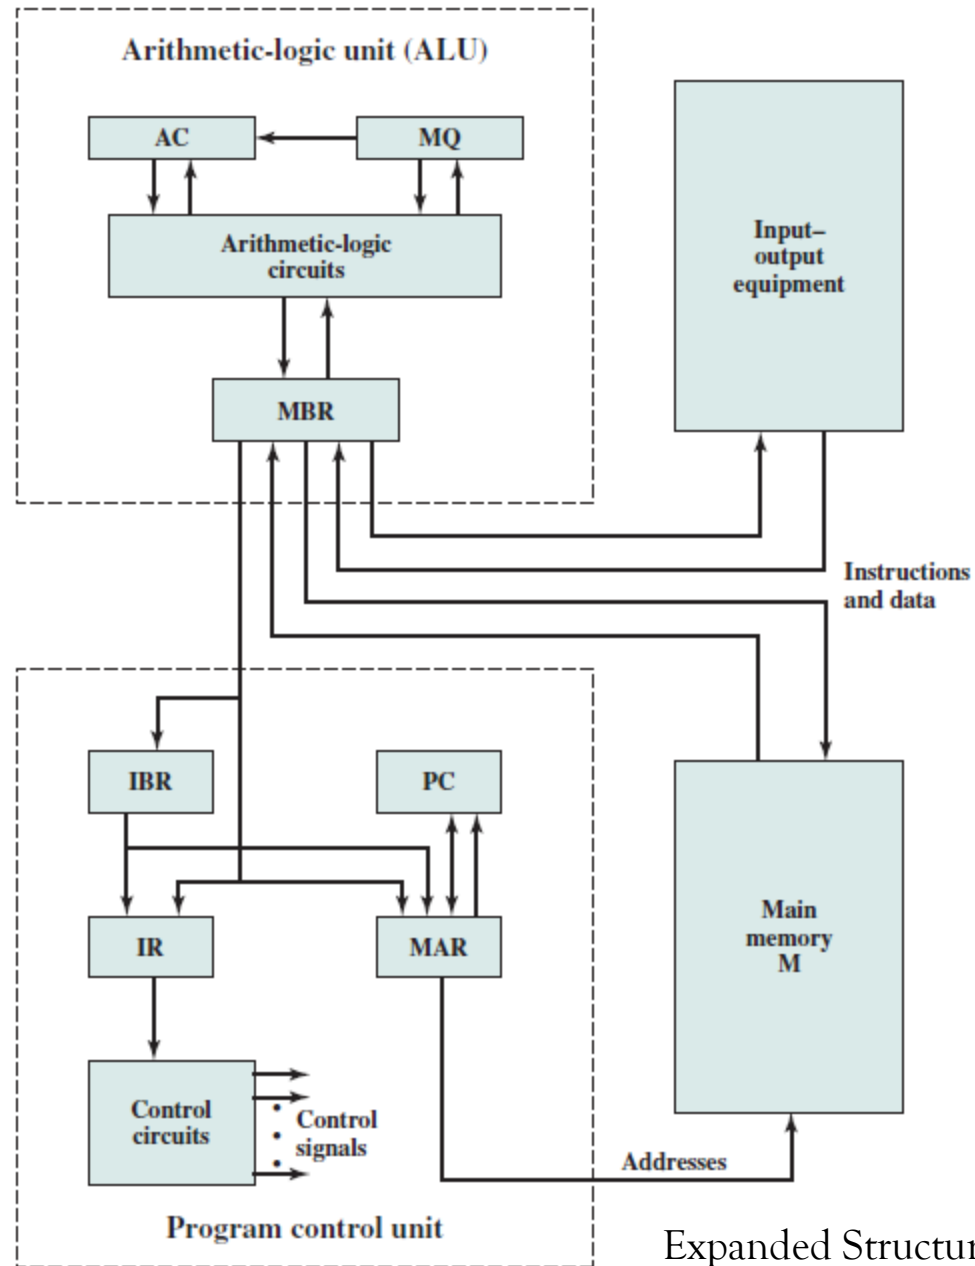 Arithmetic-logic unit (ALU)
AC
MQ
Arithmetic-logic
circuits
Input–
output
equipment
MBR
Instructions
and data
IBR
PC
IR
MAR
Main
memory
M
Control
circuits
Control
signals
Addresses
Program control unit
Expanded Structur